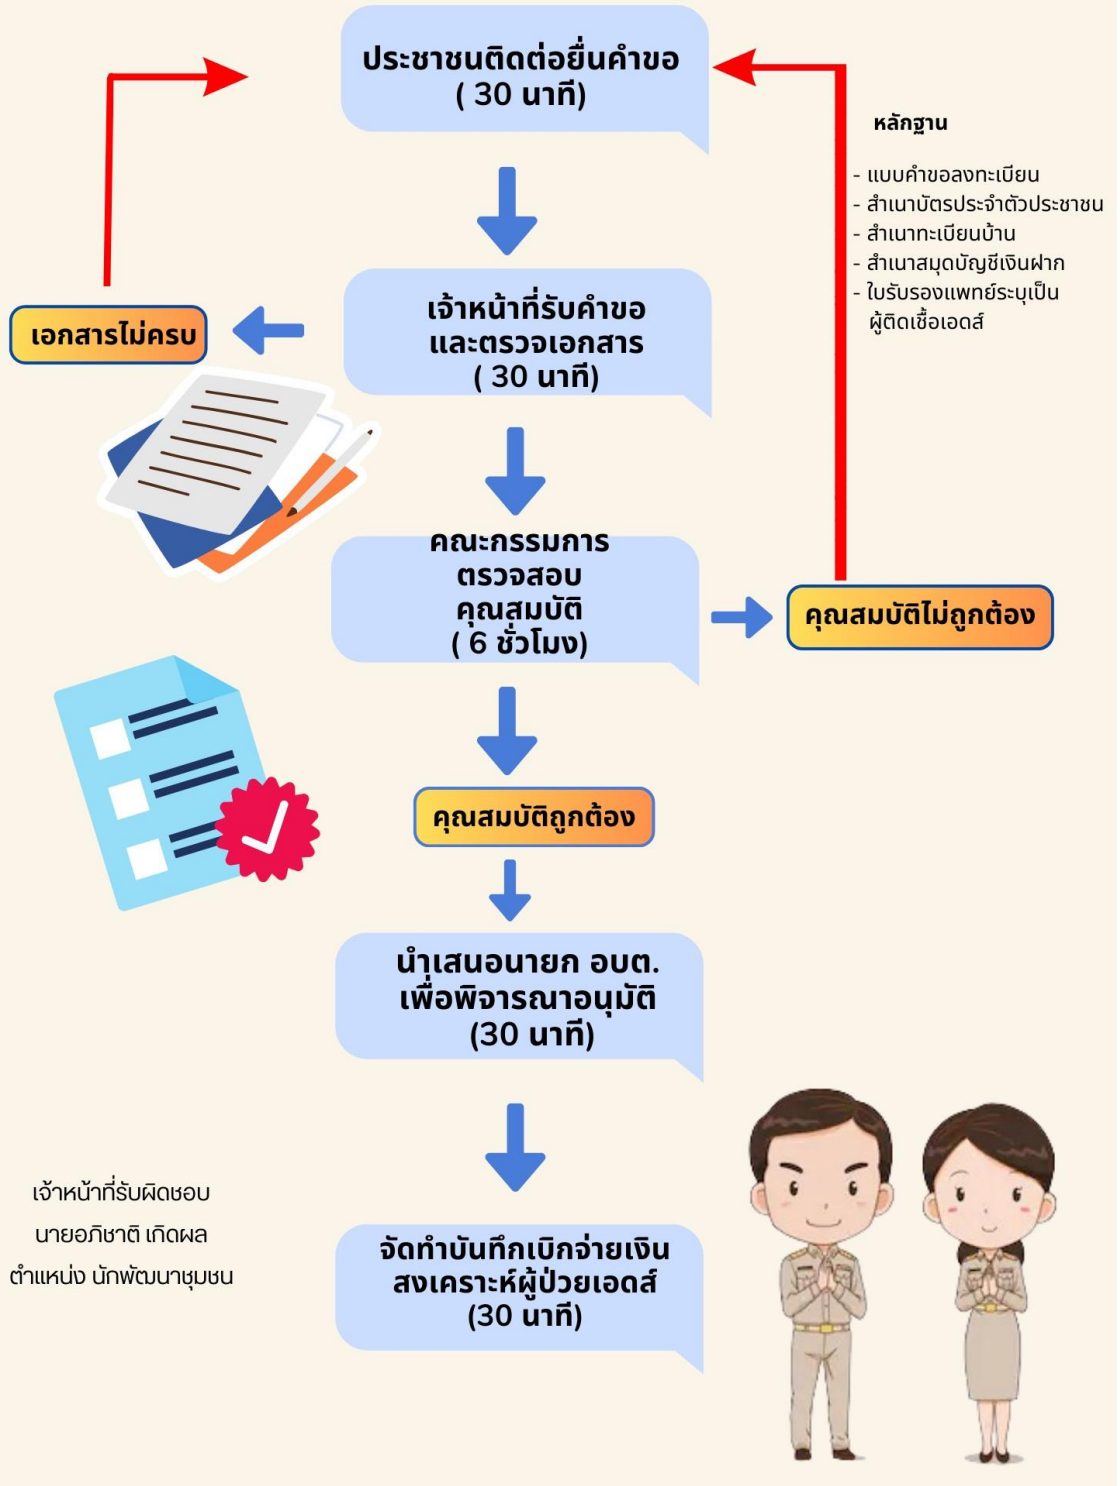 ประชาชนติดต่อยื่นคำขอ
( 30 นาที)
หลักฐาน
- แบบคำขอลงทะเบียน
- สำเนาบัตรประจำตัวประชาชน
- สำเนาทะเบียนบ้าน
- สำเนาสมุดบัญชีเงินฝาก
- ใบรับรองแพทย์ระบุเป็น
ผู้ติดเชื้อเอดส์
เจ้าหน้าที่รับคำขอ
และตรวจเอกสาร
( 30 นาที)
เอกสารไม่ครบ
คณะกรรมการ
ตรวจสอบ
คุณสมบัติ
( 6 ชั่วโมง)
คุณสมบัติไม่ถูกต้อง
คุณสมบัติถูกต้อง
นำเสนอนายก อบต.
เพื่อพิจารณาอนุมัติ
(30 นาที)
จัดทำบันทึกเบิกจ่ายเงิน
สงเคราะห์ผู้ป่วยเอดส์
(30 นาที)
เจ้าหน้าที่รับผิดชอบ
นายอภิชาติ เกิดผล
ตำแหน่ง นักพัฒนาชุมชน